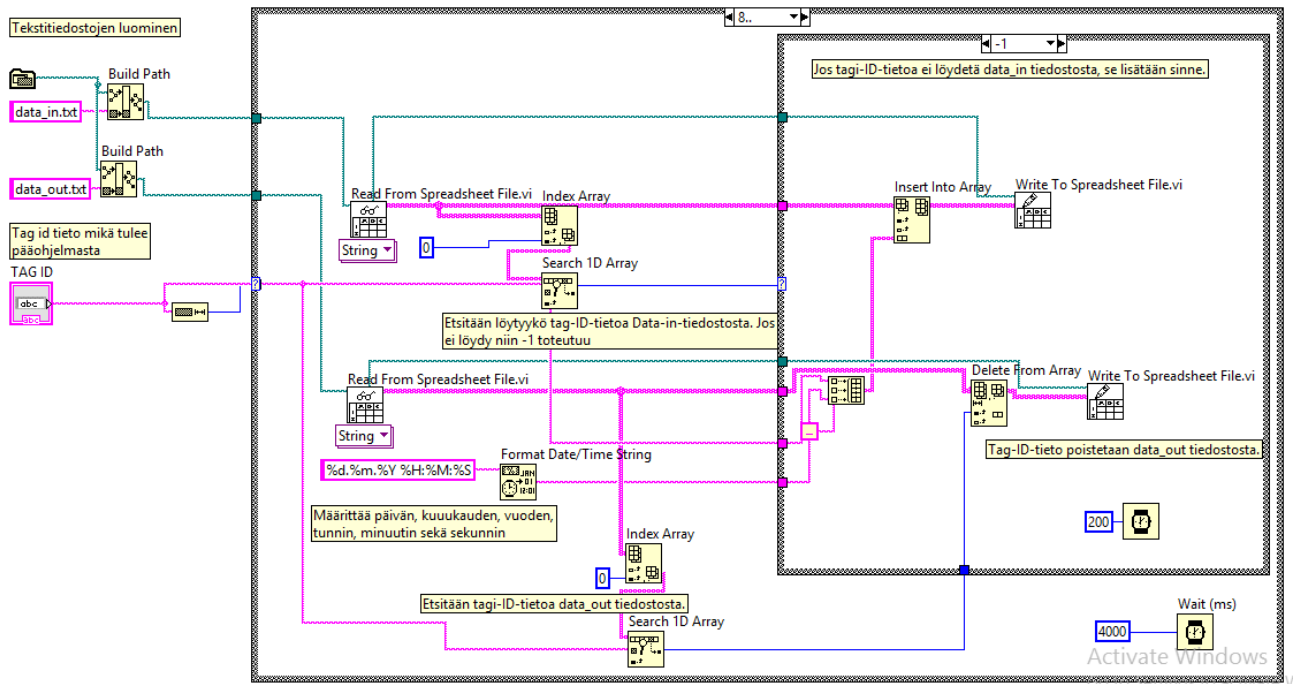 Tekstitiedostojen luominen
8..
-1
Jos tagi-ID-tietoa ei löydetä data_in tiedostosta, se lisätään sinne.
Build Path
data_in.txt
Build Path
data_out.txt
Read From Spreadsheet File.vi
Index Array
Insert Into Array
Write To Spreadsheet File.vi
String
0
Tag id tieto mikä tulee
pääohjelmasta
TAG ID
abc
abc
Search 1D Array
Etsitään löytyykö tag-ID-tietoa Data-in-tiedostosta. Jos
ei löydy niin -1 toteutuu
Read From Spreadsheet File.vi
Delete From Array
Write To Spreadsheet File.vi
String
Tag-ID-tieto poistetaan data_out tiedostosta.
Format Date/Time String
%d.%m.%Y %H:%M:%S
Määrittää päivän, kuuukauden, vuoden,
tunnin, minuutin sekä sekunnin
200
Index Array
0
Etsitään tagi-ID-tietoa data_out tiedostosta.
Search 1D Array
Wait (ms)
4000
Activate Windows